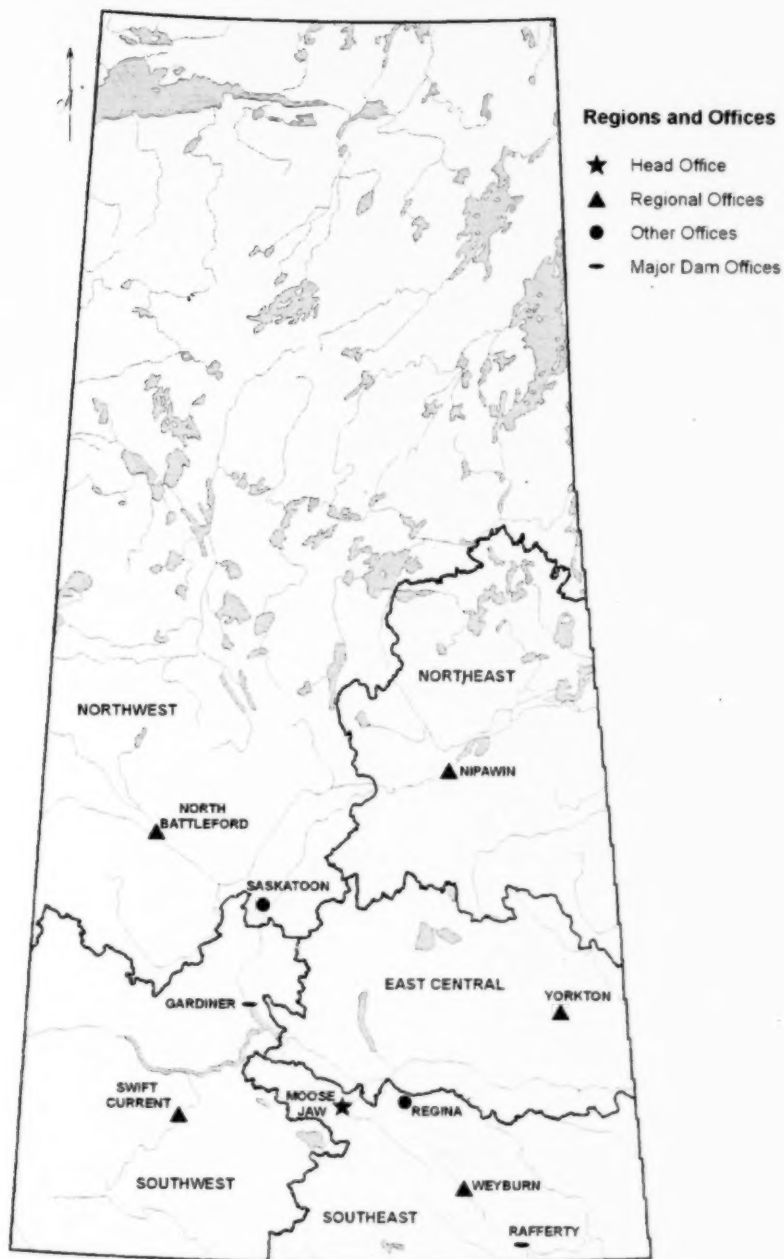 Regions and Offices
Head Office
Regional Offices
Other Offices
Major Dam Offices
NORTHWEST
NORTHEAST
NIPAWIN
NORTH
BATTLEFORD
SASKATOON
EAST CENTRAL
YORKTON
GARDINER
SWIFT
CURRENT
MOOSE
JAW
REGINA
SOUTHWEST
WEYBURN
SOUTHEAST
RAFFERTY